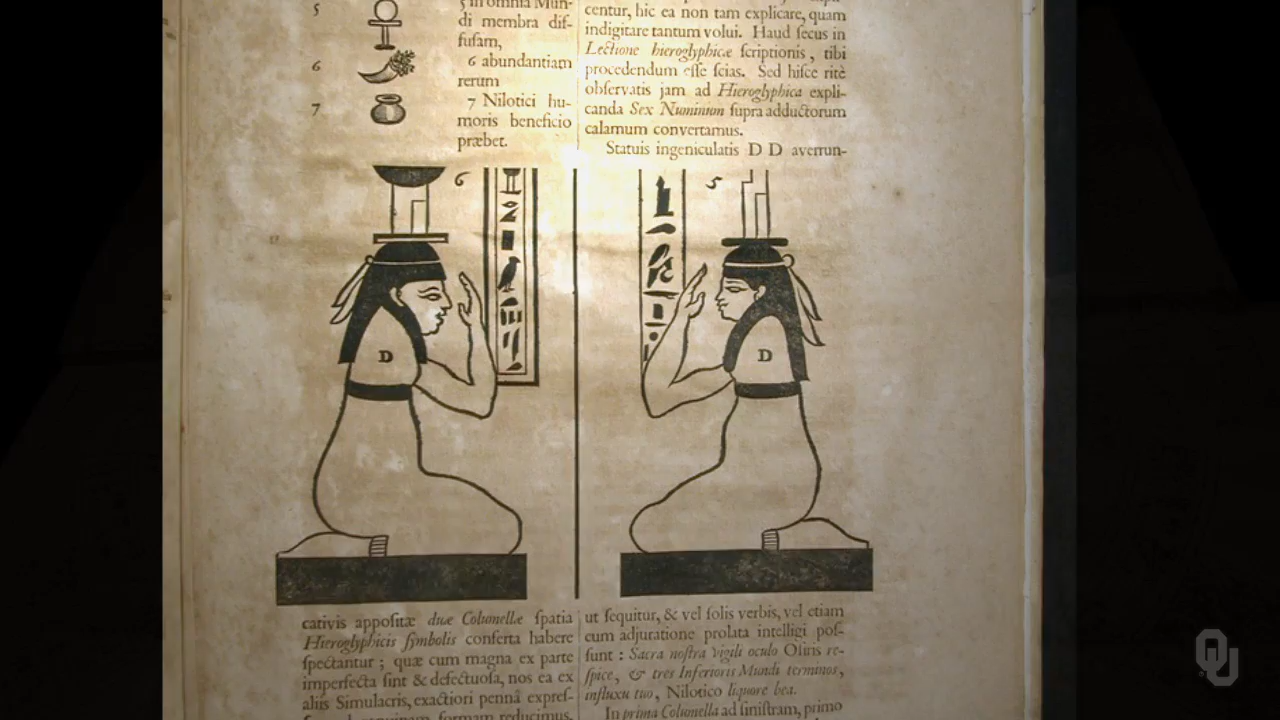 5
5 in omnia Mun-
di membra dif-
fusam,
6
6 abundantiam
rerum
7
7 Nilotici hu-
moris beneficio
præbet.
centur, hic ea non tam explicare, quam
indigitare tantum volui. Haud secus in
Lectione hieroglyphicæ scriptionis, tibi
procedendum esse scias. Sed hisce ritè
observatis jam ad Hieroglyphica expli-
canda Sex Numinum supra adductorum
calamum convertamus.
Statuis ingeniculatis D D averrun-
6
5
D
D
cativis appositæ duæ Columellæ spatia
Hieroglyphicis symbolis conserta habere
spectantur ; quæ cum magna ex parte
imperfecta sint & defectuosa, nos ea ex
aliis Simulacris, exactiori pennâ expres-
formam reducimus,
ut sequitur, & vel solis verbis, vel etiam
cum adjuratione prolata intelligi pos-
sunt : Sacra nostra vigili oculo Osiris re-
spice, & tres Inferioris Mundi terminos,
influxu tuo, Nilotico liquore bea.
In prima Columella ad sinistram, primo
OU